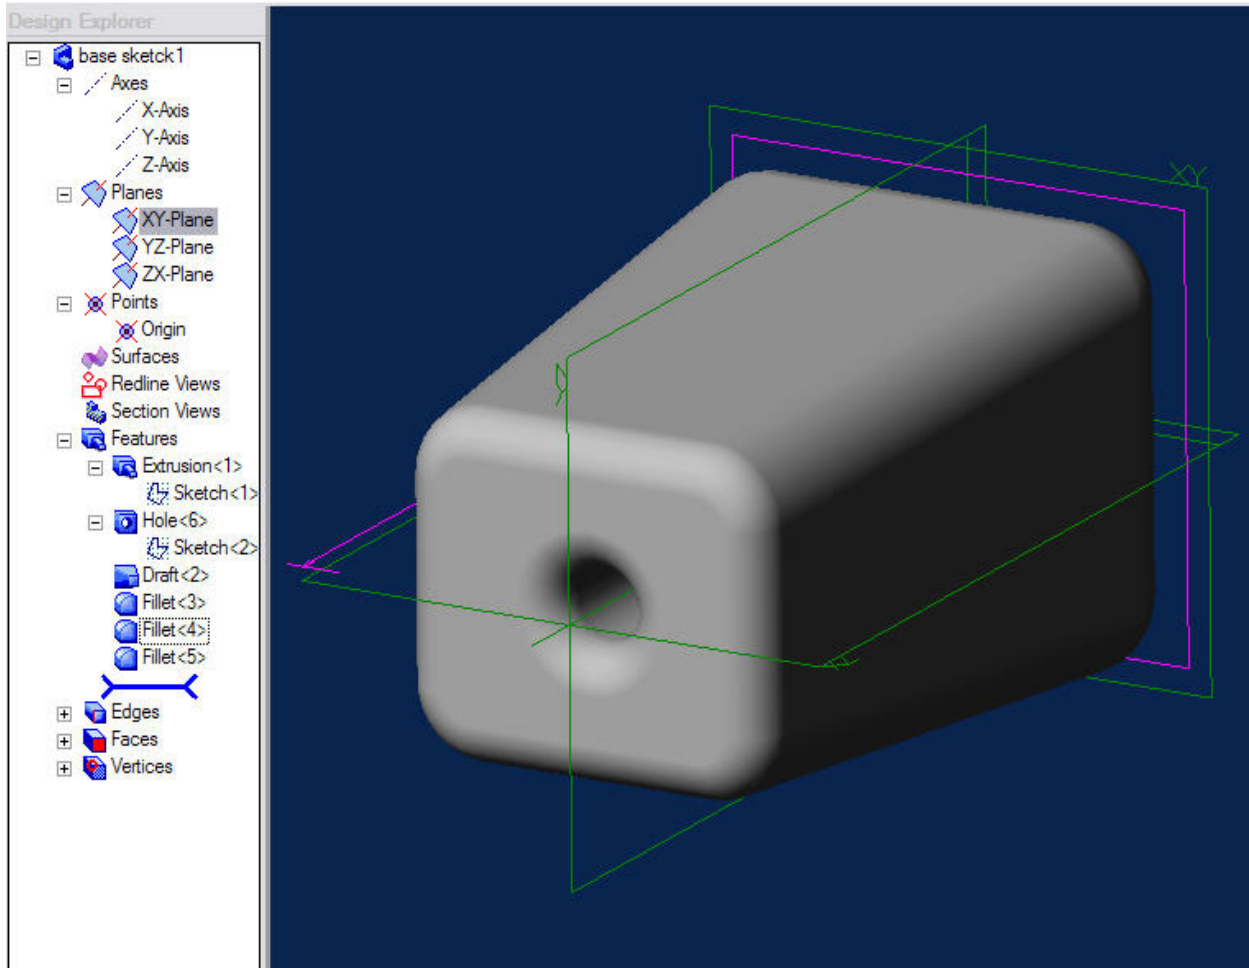 Design Explorer
base sketck1
Axes
X-Axis
Y-Axis
Z-Axis
Planes
XY-Plane
YZ-Plane
ZX-Plane
Points
Origin
Surfaces
Redline Views
Section Views
Features
Extrusion<1>
Sketch<1>
Hole<6>
Sketch<2>
Draft<2>
Fillet<3>
Fillet<4>
Fillet<5>
Edges
Faces
Vertices
XY